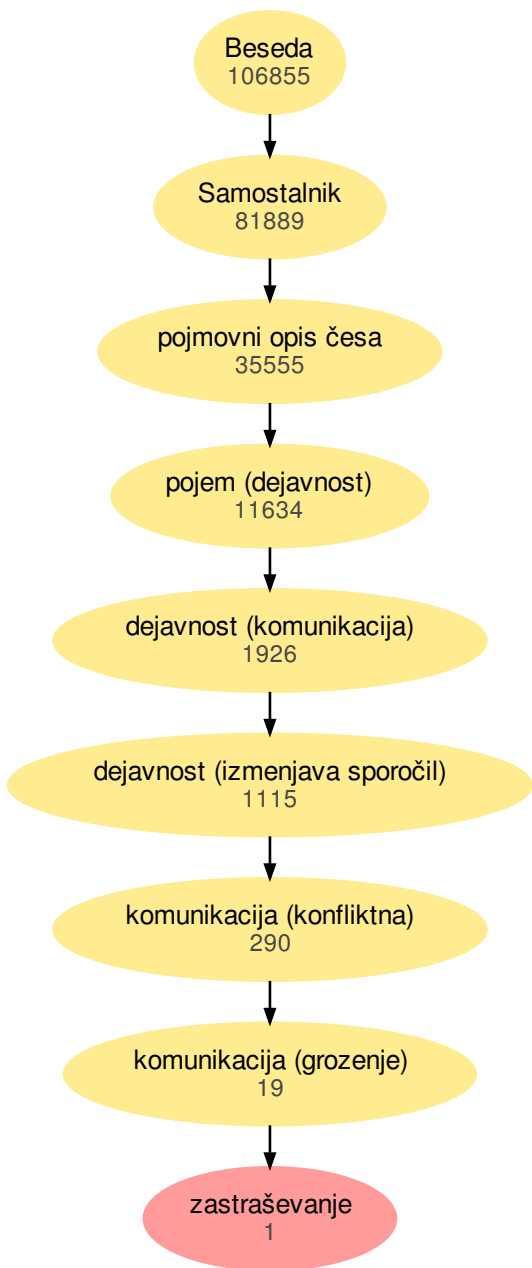 Beseda
106855
Samostalnik
81889
pojmovni opis česa
35555
pojem (dejavnost)
11634
dejavnost (komunikacija)
1926
dejavnost (izmenjava sporočil)
1115
komunikacija (konfliktna)
290
komunikacija (grozenje)
19
zastraševanje
1